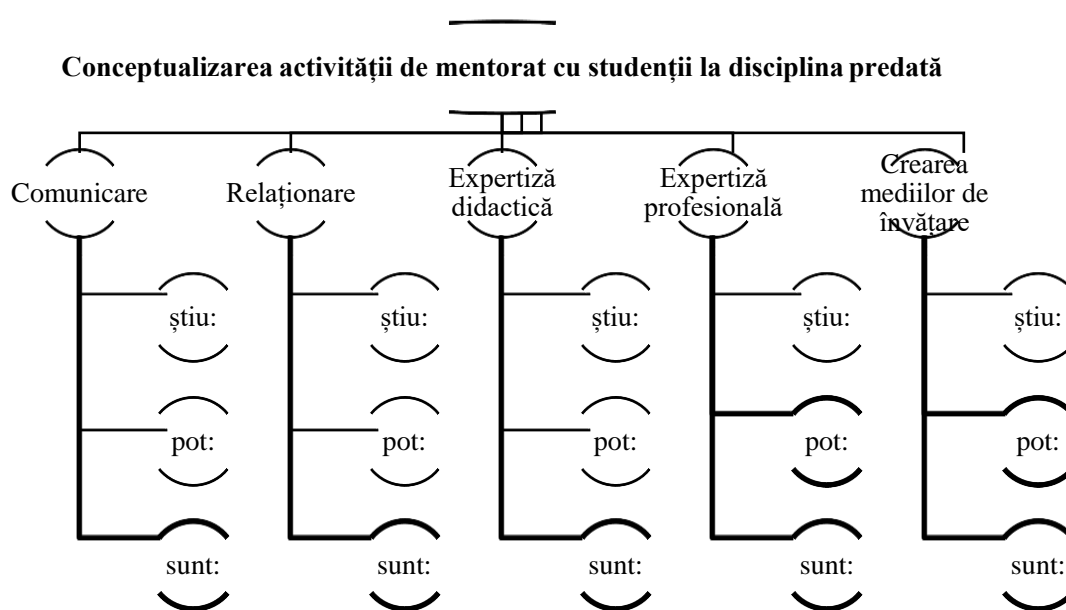 Conceptualizarea activității de mentorat cu studenții la disciplina predată
Comunicare
Relaționare
Expertiză
didactică
Expertiză
profesională
Crearea
mediilor de
învățare
știu:
știu:
știu:
știu:
știu:
pot:
pot:
pot:
pot:
pot:
sunt:
sunt:
sunt:
sunt:
sunt: